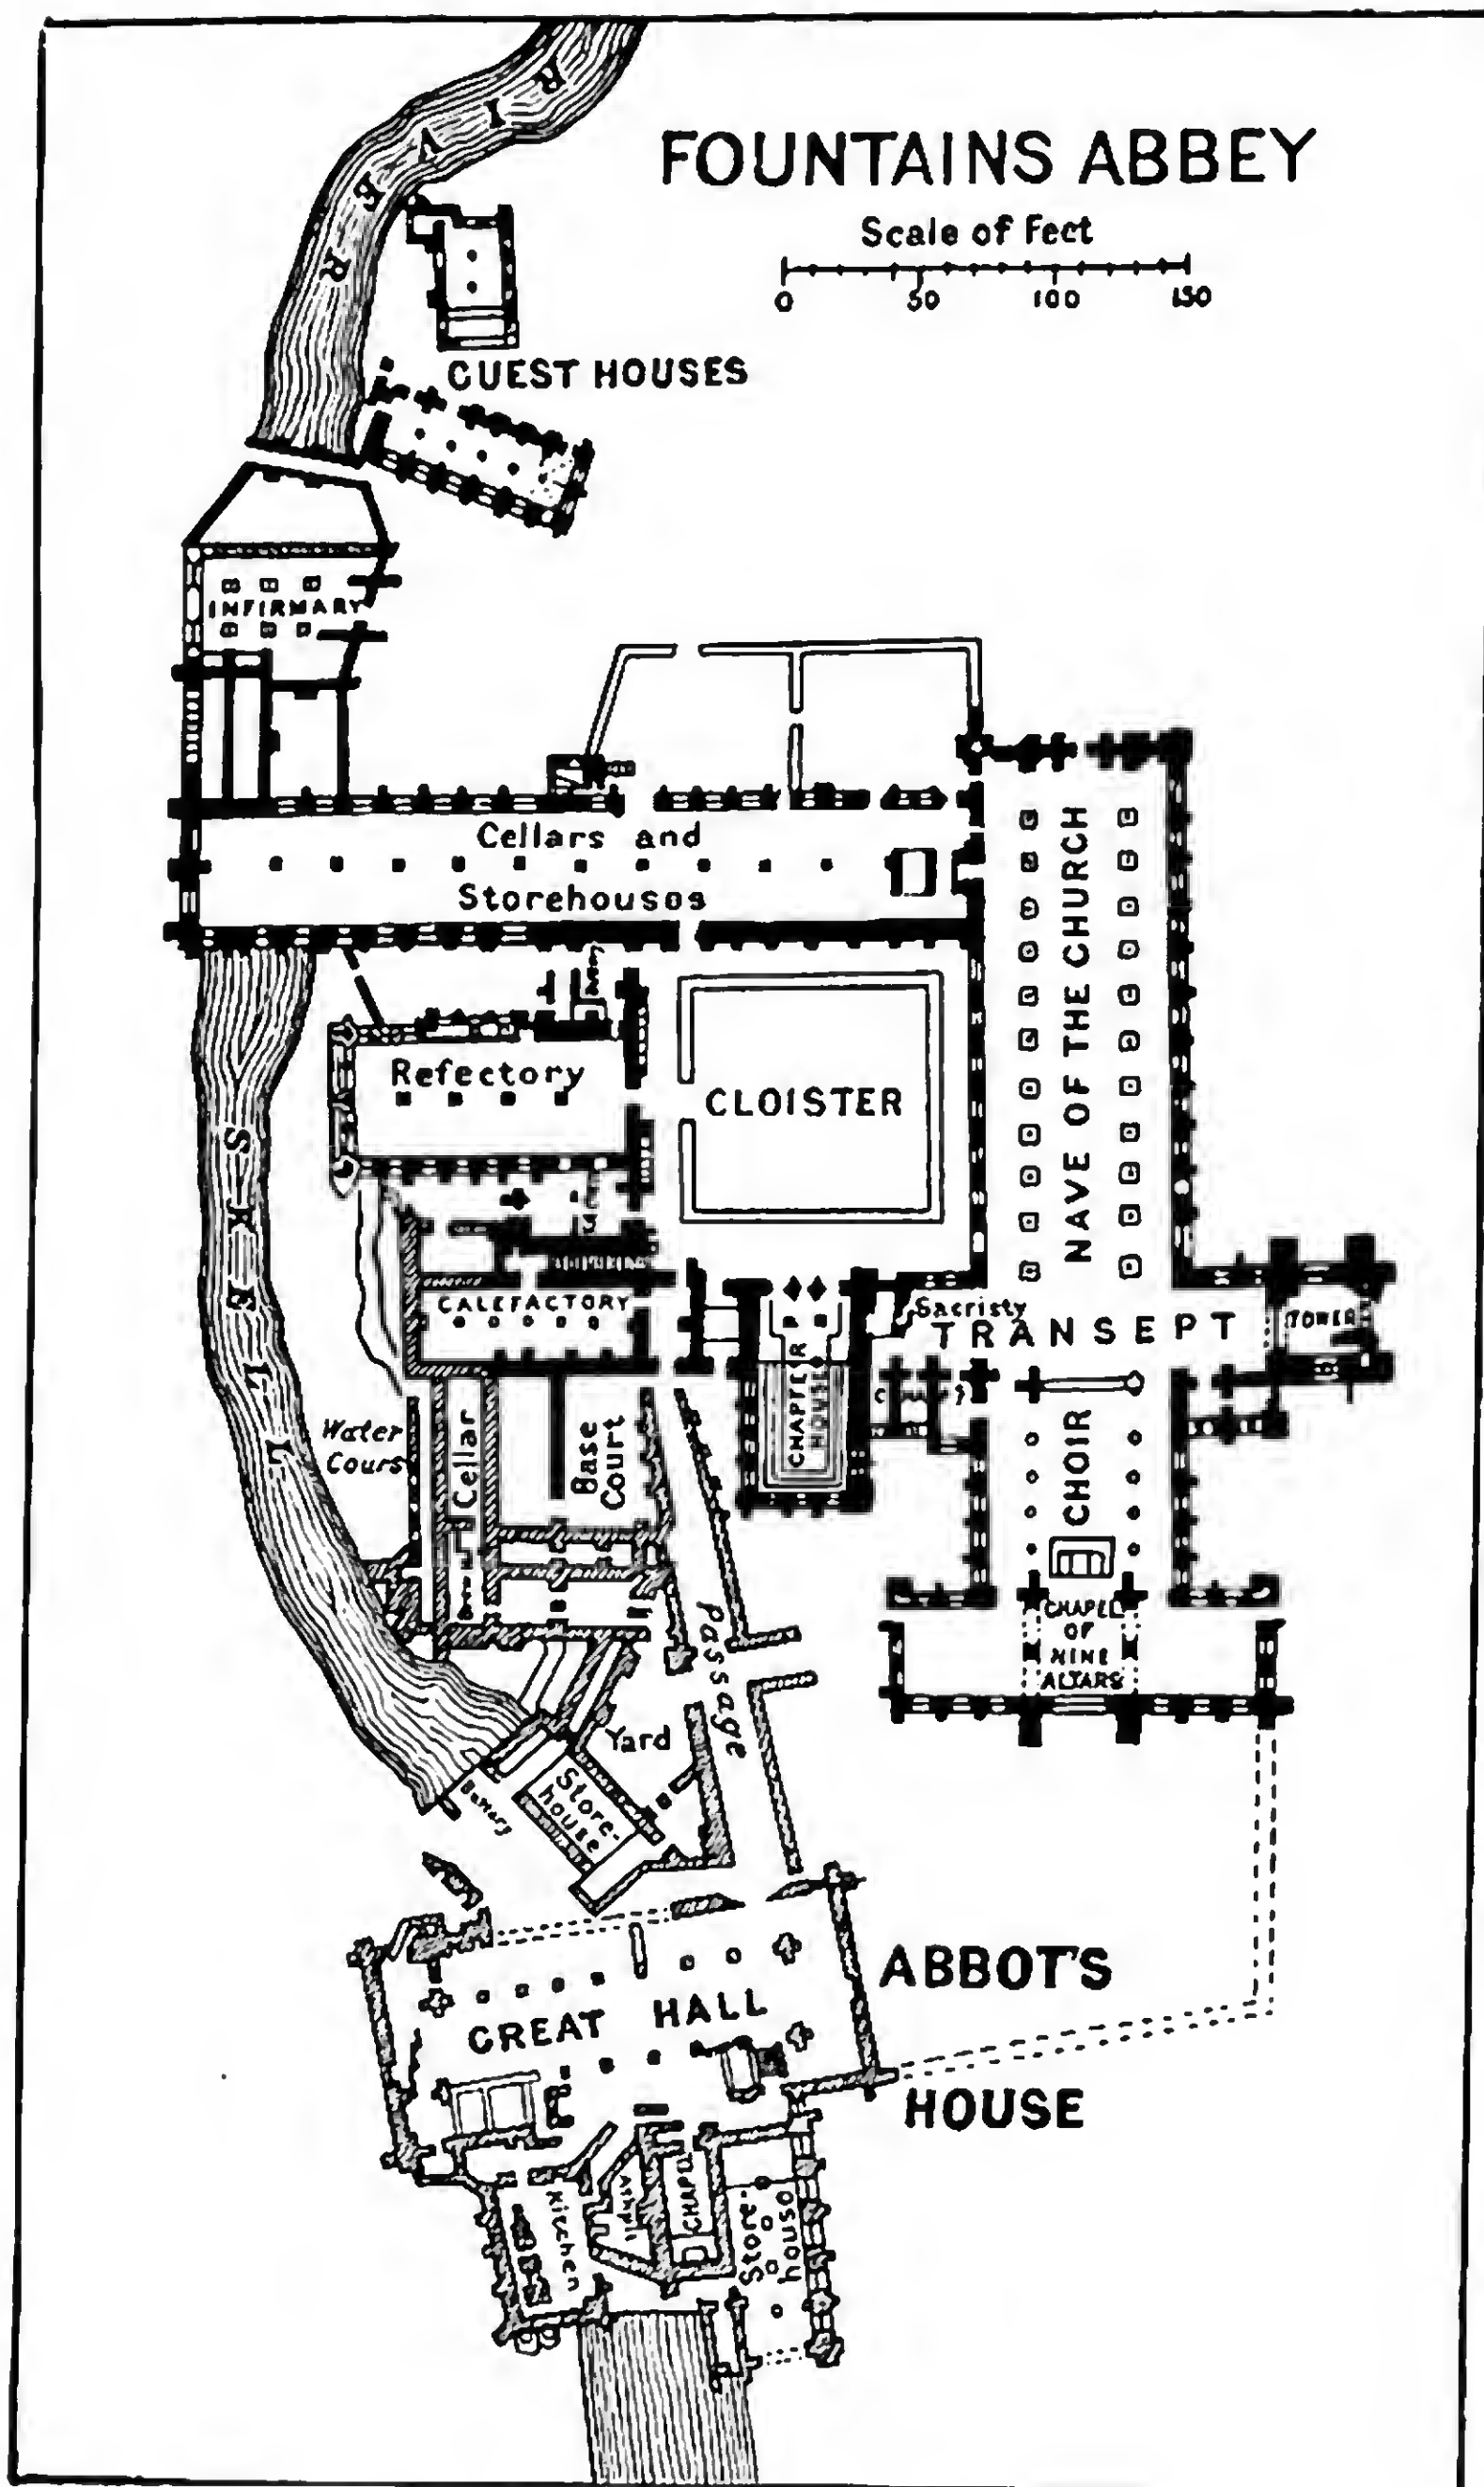 FOUNTAINS ABBEY
Scale of Feet
0 50 100 150
RIVER
GUEST HOUSES
INFIRMARY
Cellars and
Storehouses
NAVE OF THE CHURCH
Refectory
CLOISTER
SKELL
CALEFACTORY
Sacristy
TRANSEPT
TOWER
CHAPTER
HOUSE
Water
Cours
Cellar
Base
Court
CHOIR
CHAPEL
OF
NINE
ALTARS
Passage
Yard
Store-
house
Buttery
GREAT HALL
ABBOT'S
HOUSE
Kitchen
CHAPEL
Store-
house